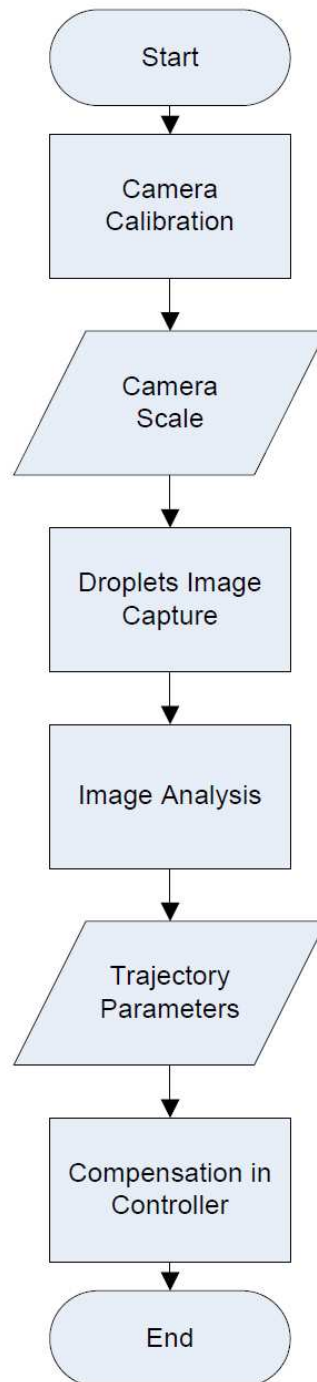 Start
Camera
Calibration
Camera
Scale
Droplets Image
Capture
Image Analysis
Trajectory
Parameters
Compensation in
Controller
End